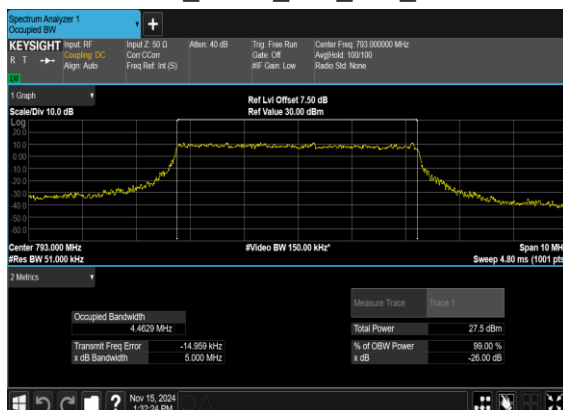 Spectrum Analyzer 1
Occupied BW
+
KEYSIGHT Input: RF Input Z: 50 Ω Atten: 40 dB Trig: Free Run Center Freq: 793.000000 MHz
R T Coupling: DC Corr CCorr Gate: Off Avg|Hold: 100/100
Align: Auto Freq Ref: Int (S) #IF Gain: Low Radio Std: None
1 Graph
Ref Lvl Offset 7.50 dB
Scale/Div 10.0 dB Ref Value 30.00 dBm
Log
20.0
10.0
0.00
-10.0
-20.0
-30.0
-40.0
-50.0
-60.0
Center 793.000 MHz #Video BW 150.00 kHz* Span 10 MH
#Res BW 51.000 kHz Sweep 4.80 ms (1001 pts
2 Metrics
Measure Trace Trace 1
Occupied Bandwidth
4.4629 MHz Total Power 27.5 dBm
Transmit Freq Error -14.959 kHz % of OBW Power 99.00 %
x dB Bandwidth 5.000 MHz x dB -26.00 dB
? Nov 15, 2024
1:32:24 PM